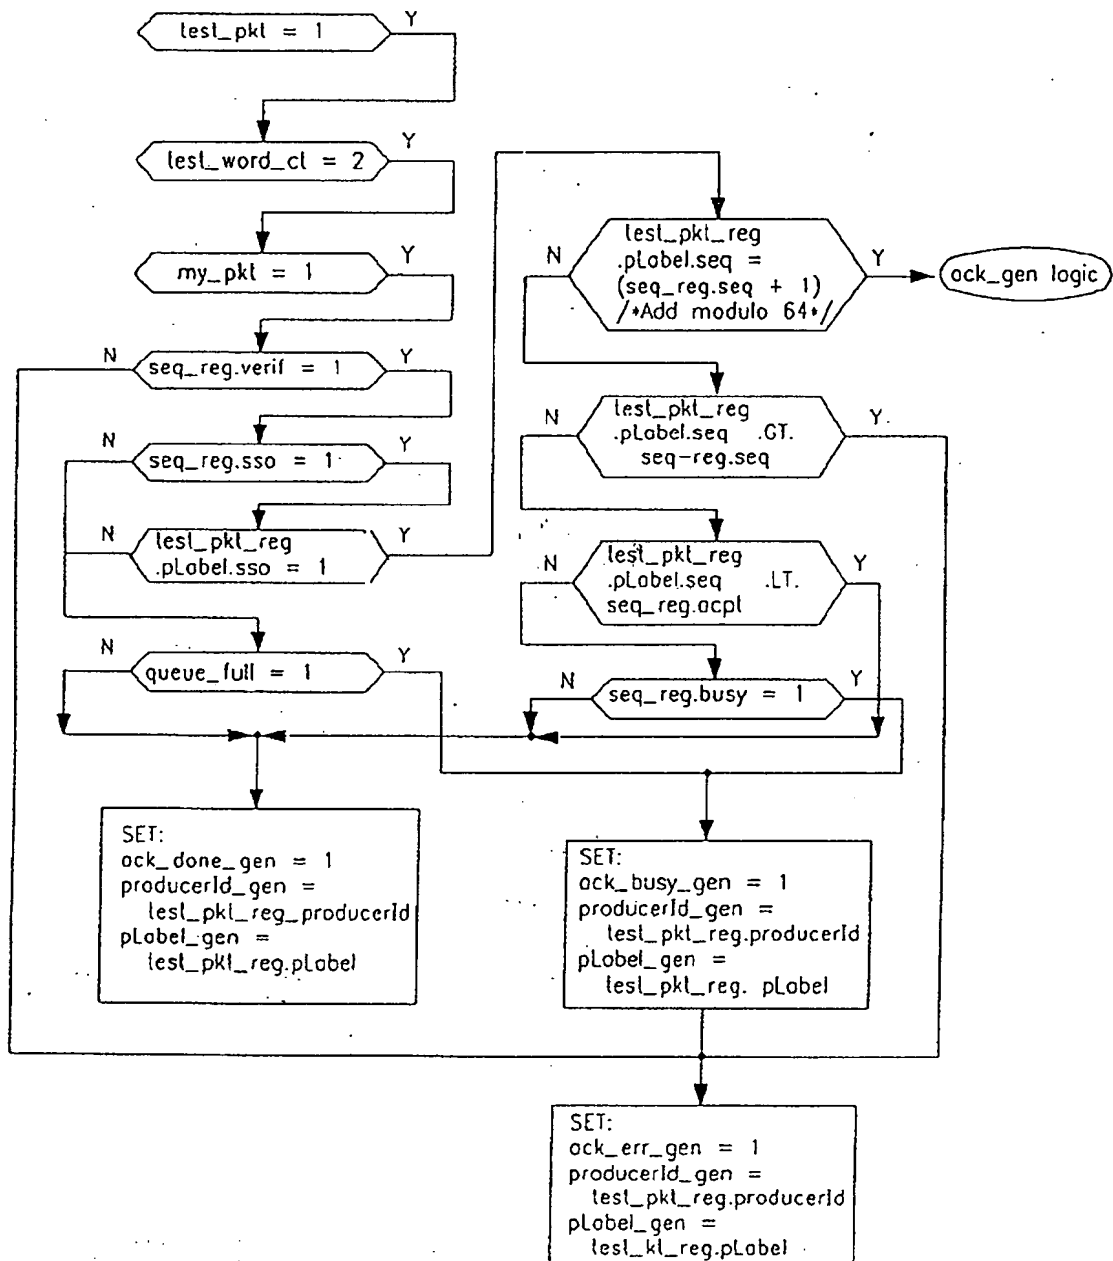 test_pkt = 1
Y
test_word_ct = 2
Y
my_pkt = 1
Y
N
seq_reg.verif = 1
Y
N
seq_reg.sso = 1
Y
N
test_pkt_reg
.pLabel.sso = 1
Y
N
queue_full = 1
Y
N
test_pkt_reg
.pLabel.seq =
(seq_reg.seq + 1)
/*Add modulo 64*/
Y
ack_gen logic
N
test_pkt_reg
.pLabel.seq .GT.
seq-reg.seq
Y
N
test_pkt_reg
.pLabel.seq .LT.
seq_reg.acpt
Y
N
seq_reg.busy = 1
Y
SET:
ack_done_gen = 1
producerId_gen =
test_pkt_reg_producerId
pLabel_gen =
test_pkt_reg.pLabel
SET:
ack_busy_gen = 1
producerId_gen =
test_pkt_reg.producerId
pLabel_gen =
test_pkt_reg. pLabel
SET:
ack_err_gen = 1
producerId_gen =
test_pkt_reg.producerId
pLabel_gen =
test_kt_reg.pLabel